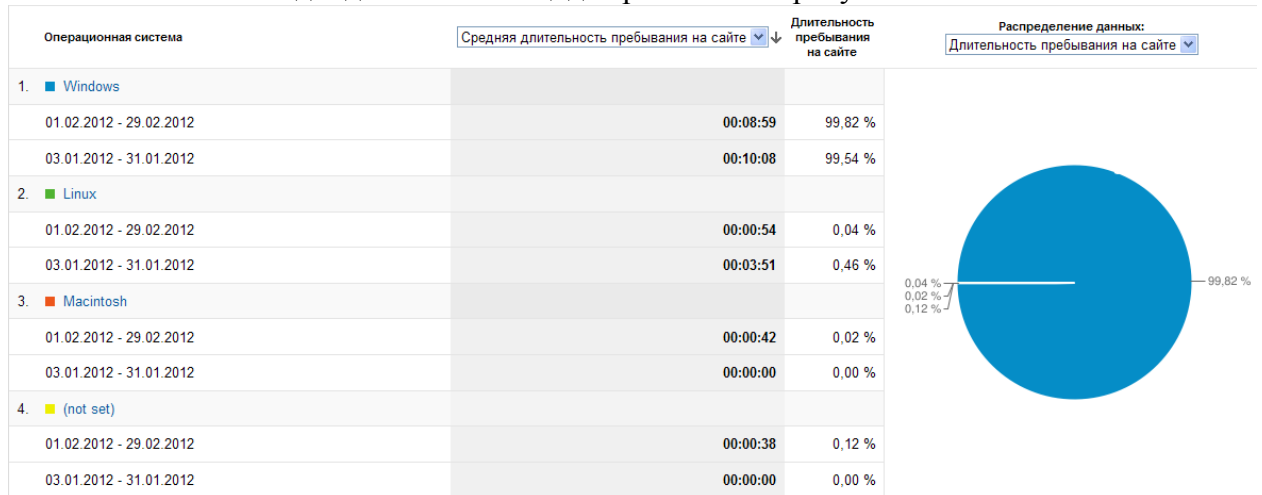 Операционная система Средняя длительность пребывания на сайте Длительность пребывания на сайте Распределение данных: Длительность пребывания на сайте
1. Windows
01.02.2012 - 29.02.2012 00:08:59 99,82 %
03.01.2012 - 31.01.2012 00:10:08 99,54 %
2. Linux
01.02.2012 - 29.02.2012 00:00:54 0,04 %
03.01.2012 - 31.01.2012 00:03:51 0,46 %
3. Macintosh
01.02.2012 - 29.02.2012 00:00:42 0,02 %
03.01.2012 - 31.01.2012 00:00:00 0,00 %
4. (not set)
01.02.2012 - 29.02.2012 00:00:38 0,12 %
03.01.2012 - 31.01.2012 00:00:00 0,00 %
0,04 %
0,02 %
0,12 %
99,82 %